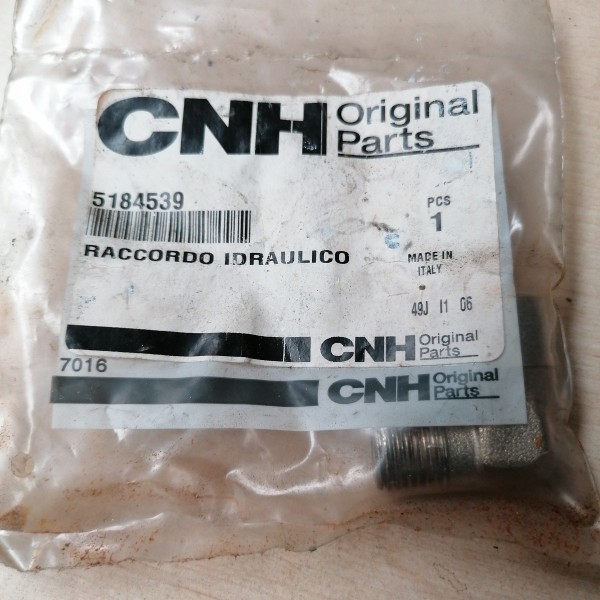 CNH Original
Parts
5184539
PCS
1
RACCORDO IDRAULICO
MADE IN
ITALY
49J I1 06
CNH Original
Parts
7016
CNH Original
Parts